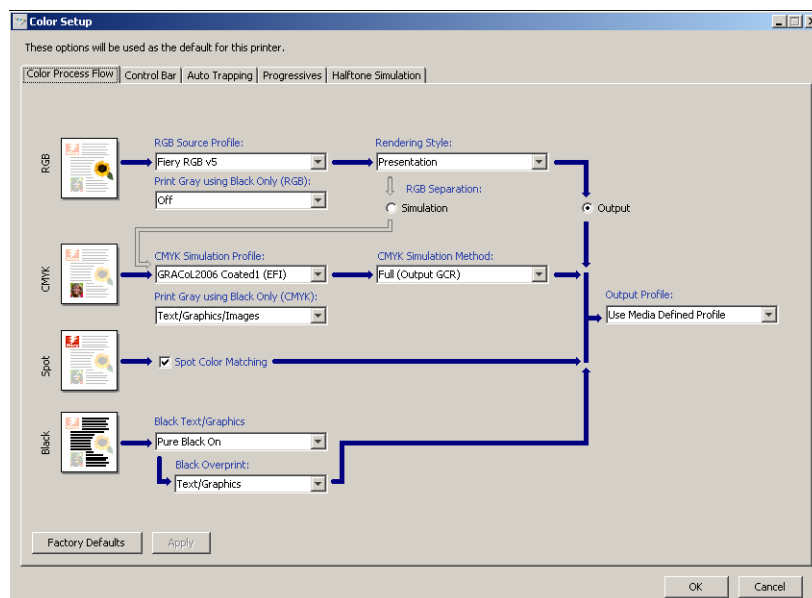 Color Setup
These options will be used as the default for this printer.
Color Process Flow Control Bar Auto Trapping Progressives Halftone Simulation
RGB
RGB Source Profile:
Fiery RGB v5
Rendering Style:
Presentation
Print Gray using Black Only (RGB):
Off
RGB Separation:
Simulation
Output
CMYK
CMYK Simulation Profile:
GRACoL2006 Coated1 (EFI)
CMYK Simulation Method:
Full (Output GCR)
Print Gray using Black Only (CMYK):
Text/Graphics/Images
Output Profile:
Use Media Defined Profile
Spot
Spot Color Matching
Black
Black Text/Graphics
Pure Black On
Black Overprint:
Text/Graphics
Factory Defaults Apply
OK Cancel